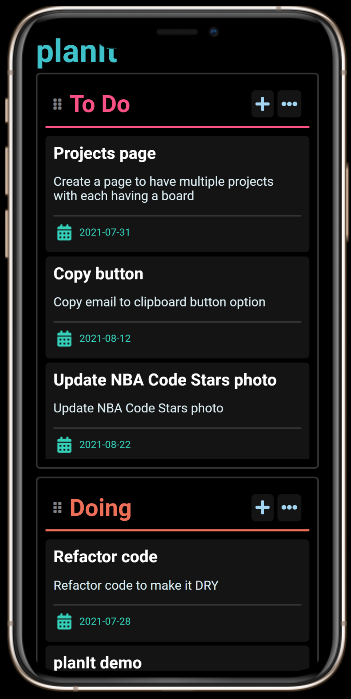 planIt
To Do
Projects page
Create a page to have multiple projects
with each having a board
2021-07-31
Copy button
Copy email to clipboard button option
2021-08-12
Update NBA Code Stars photo
Update NBA Code Stars photo
2021-08-22
Doing
Refactor code
Refactor code to make it DRY
2021-07-28
planIt demo